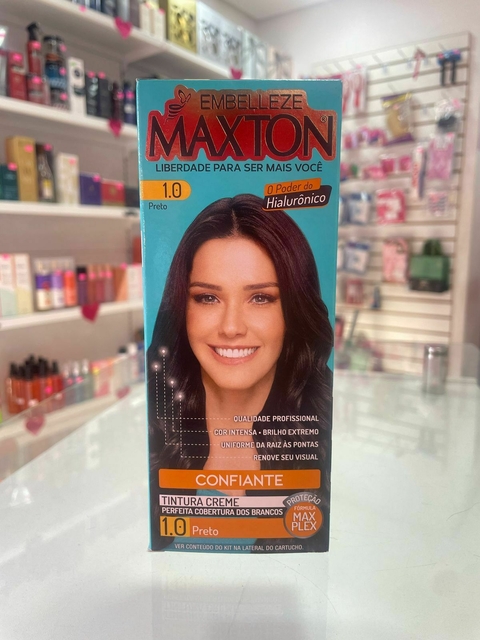 EMBELLEZE
MAXTON
LIBERDADE PARA SER MAIS VOCÊ
1.0
Preto
O Poder do
Hialurônico
QUALIDADE PROFISSIONAL
COR INTENSA • BRILHO EXTREMO
UNIFORME DA RAIZ ÀS PONTAS
RENOVE SEU VISUAL
CONFIANTE
TINTURA CREME
PERFEITA COBERTURA DOS BRANCOS
1.0 Preto
PROTEÇÃO
FÓRMULA
MAX
PLEX
VER CONTEÚDO DO KIT NA LATERAL DO CARTUCHO.